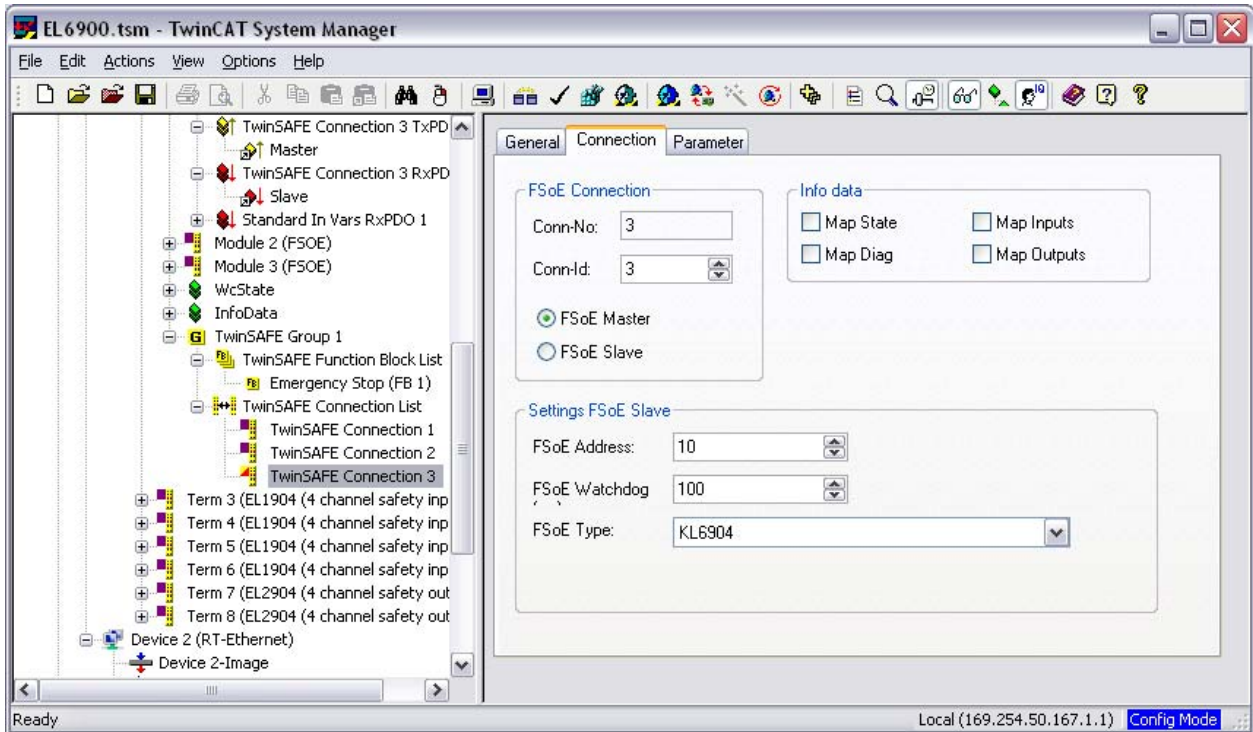 EL6900.tsm - TwinCAT System Manager
File Edit Actions View Options Help
TwinSAFE Connection 3 TxPD
Master
TwinSAFE Connection 3 RxPD
Slave
Standard In Vars RxPDO 1
Module 2 (FSOE)
Module 3 (FSOE)
WcState
InfoData
G TwinSAFE Group 1
TwinSAFE Function Block List
Emergency Stop (FB 1)
TwinSAFE Connection List
TwinSAFE Connection 1
TwinSAFE Connection 2
TwinSAFE Connection 3
Term 3 (EL1904 (4 channel safety inp
Term 4 (EL1904 (4 channel safety inp
Term 5 (EL1904 (4 channel safety inp
Term 6 (EL1904 (4 channel safety inp
Term 7 (EL2904 (4 channel safety out
Term 8 (EL2904 (4 channel safety out
Device 2 (RT-Ethernet)
Device 2-Image
General Connection Parameter
FSoE Connection
Conn-No: 3
Conn-Id: 3
FSoE Master
FSoE Slave
Info data
Map State Map Inputs
Map Diag Map Outputs
Settings FSoE Slave
FSoE Address: 10
FSoE Watchdog 100
FSoE Type: KL6904
Ready Local (169.254.50.167.1.1) Config Mode